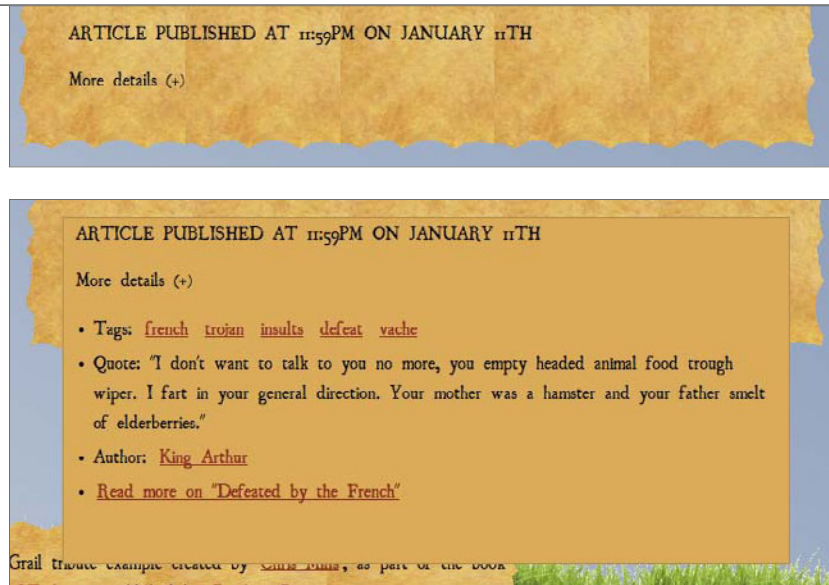 ARTICLE PUBLISHED AT 11:59PM ON JANUARY 11TH
More details (+)
ARTICLE PUBLISHED AT 11:59PM ON JANUARY 11TH
More details (+)
• Tags: french trojan insults defeat vache
• Quote: "I don't want to talk to you no more, you empty headed animal food trough
wiper. I fart in your general direction. Your mother was a hamster and your father smelt
of elderberries."
• Author: King Arthur
• Read more on "Defeated by the French"
Grail tribute example created by Chris Mills, as part of the book